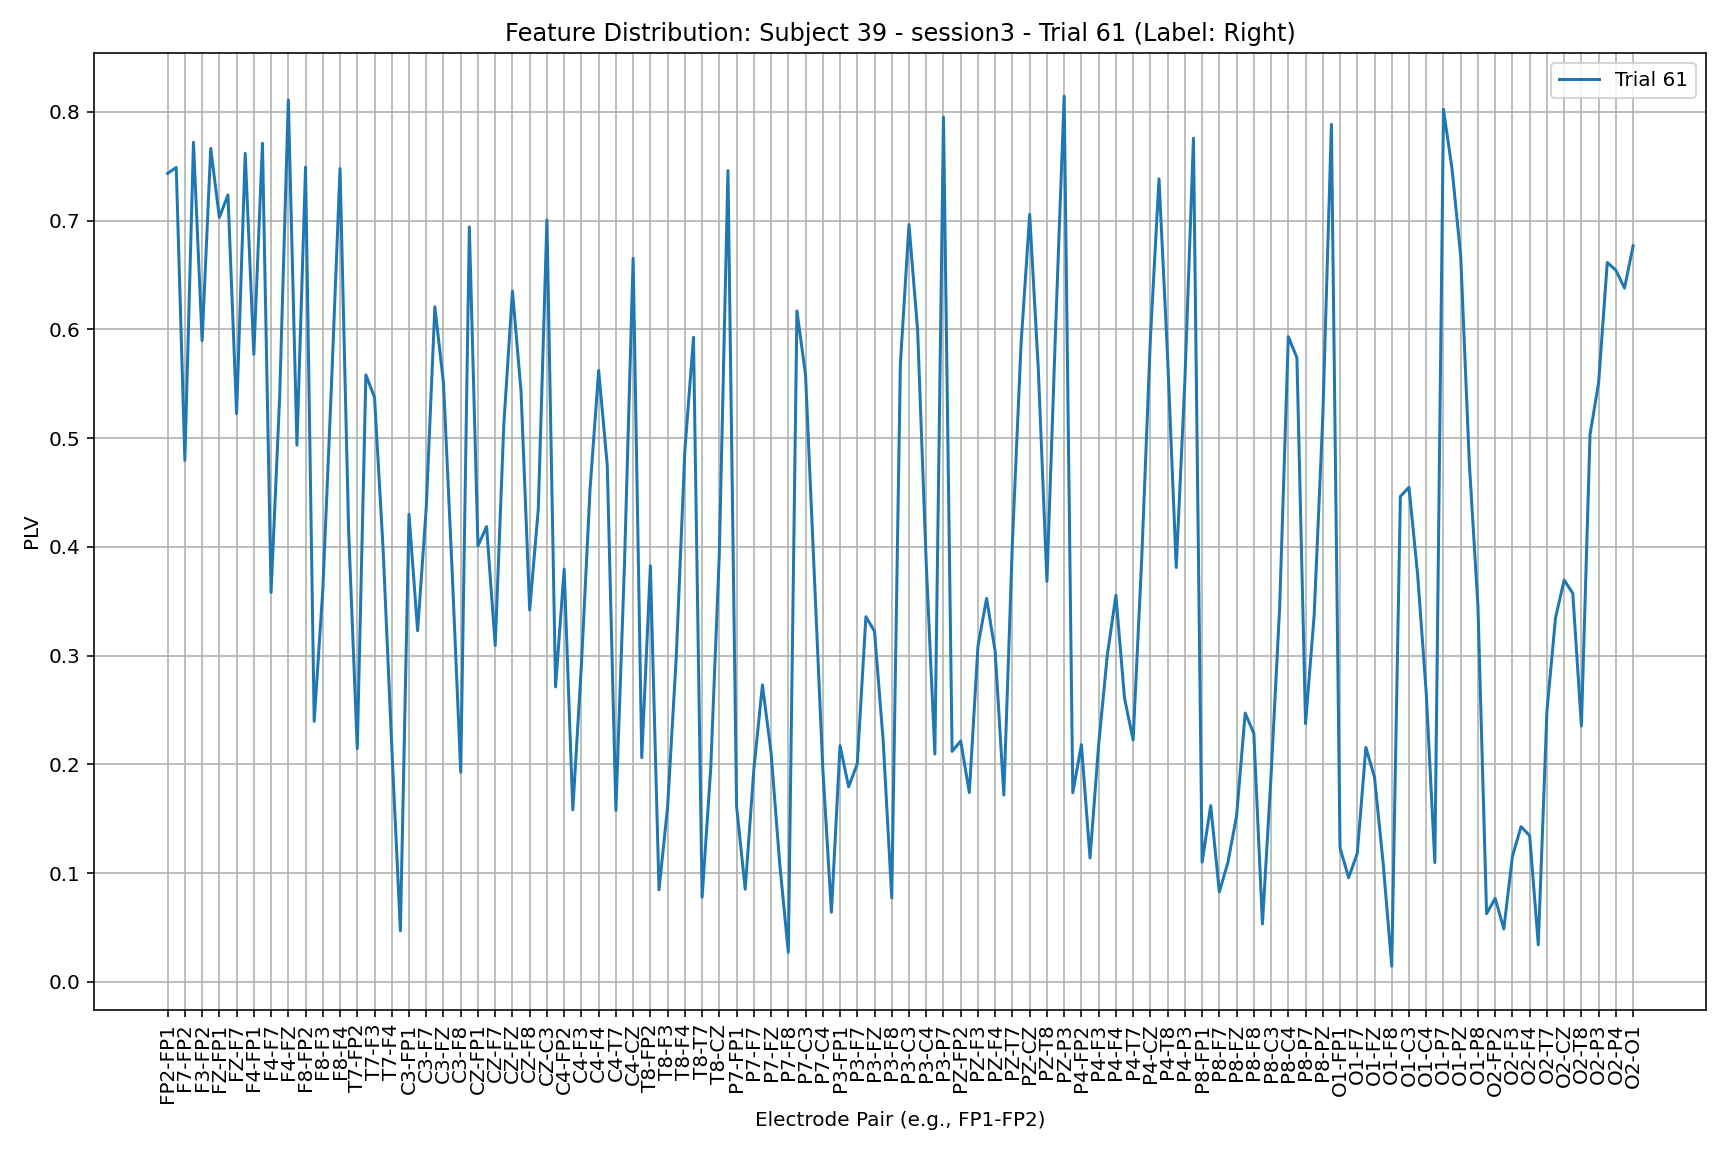 Feature Distribution: Subject 39 - session3 - Trial 61 (Label: Right)
Trial 61
PLV
0.8
0.7
0.6
0.5
0.4
0.3
0.2
0.1
0.0
FP2-FP1
F7-FP2
F3-FP2
FZ-FP1
FZ-F7
F4-FP1
F4-F7
F4-FZ
F8-FP2
F8-F3
F8-F4
T7-FP2
T7-F3
T7-F4
C3-FP1
C3-F7
C3-FZ
C3-F8
CZ-FP1
CZ-F7
CZ-FZ
CZ-F8
CZ-C3
C4-FP2
C4-F3
C4-F4
C4-T7
C4-CZ
T8-FP2
T8-F3
T8-F4
T8-T7
T8-CZ
P7-FP1
P7-F7
P7-FZ
P7-F8
P7-C3
P7-C4
P3-FP1
P3-F7
P3-FZ
P3-F8
P3-C3
P3-C4
P3-P7
PZ-FP2
PZ-F3
PZ-F4
PZ-T7
PZ-CZ
PZ-T8
PZ-P3
P4-FP2
P4-F3
P4-F4
P4-T7
P4-CZ
P4-T8
P4-P3
P8-FP1
P8-F7
P8-FZ
P8-F8
P8-C3
P8-C4
P8-P7
P8-PZ
O1-FP1
O1-F7
O1-FZ
O1-F8
O1-C3
O1-C4
O1-P7
O1-PZ
O1-P8
O2-FP2
O2-F3
O2-F4
O2-T7
O2-CZ
O2-T8
O2-P3
O2-P4
O2-O1
Electrode Pair (e.g., FP1-FP2)